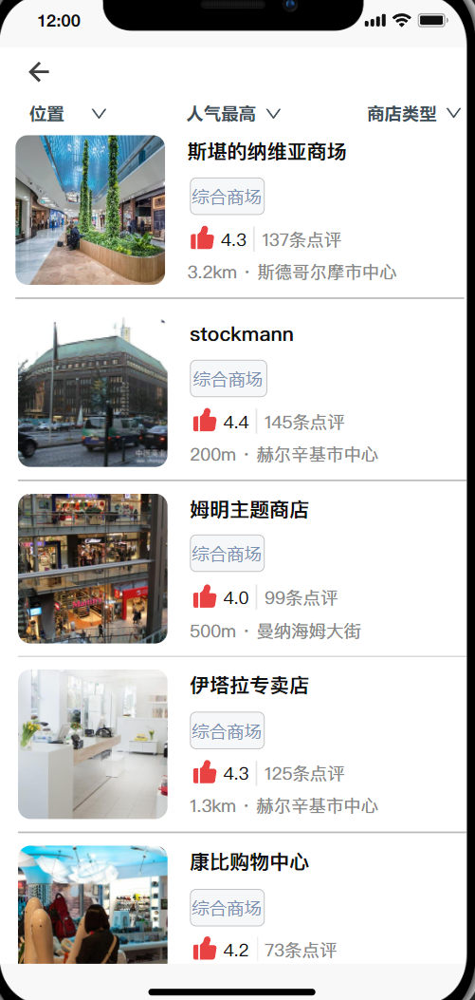 12:00
位置 人气最高 商店类型
斯堪的纳维亚商场
综合商场
4.3 137条点评
3.2km · 斯德哥尔摩市中心
stockmann
综合商场
4.4 145条点评
200m · 赫尔辛基市中心
姆明主题商店
综合商场
4.0 99条点评
500m · 曼纳海姆大街
伊塔拉专卖店
综合商场
4.3 125条点评
1.3km · 赫尔辛基市中心
康比购物中心
综合商场
4.2 73条点评